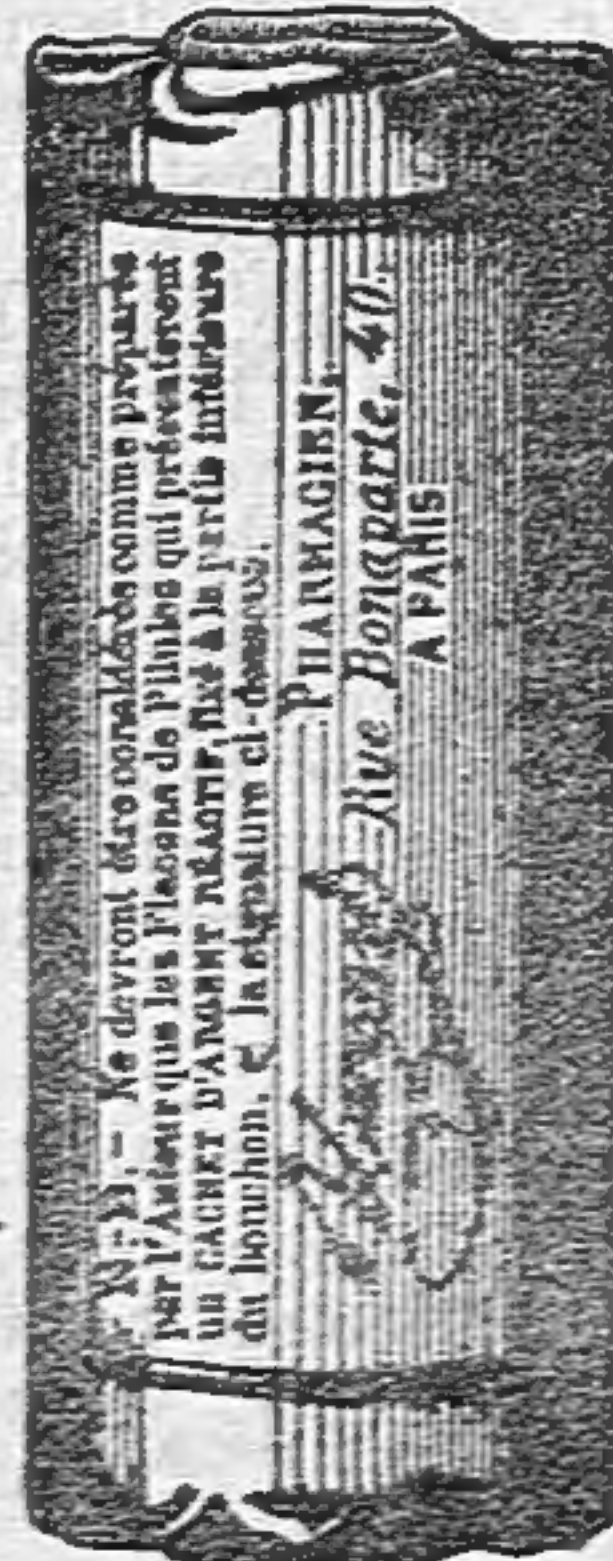 N.-B. - Ne devront être considérés comme préparés
par l'Auteur que les Flacons de Pilules qui présenteront
un CACHET D'ARGENT RÉACTIF, fixé à la partie inférieure
du bouchon, et la signature ci-dessous.
PHARMACIEN,
Rue Bonaparte, 40,
A PARIS